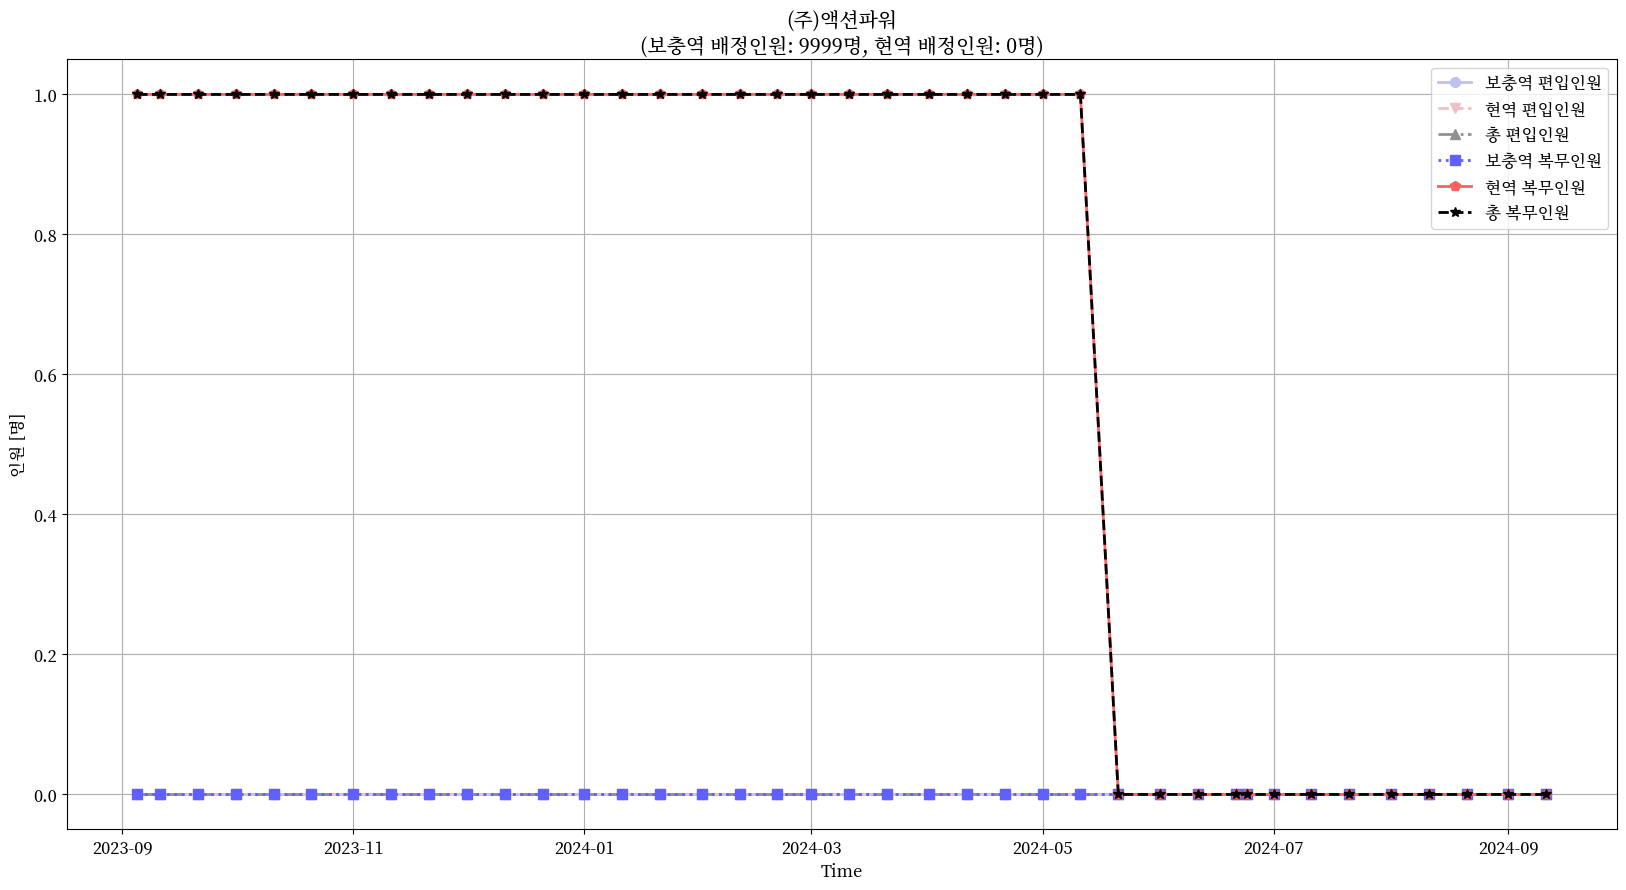 (주)액션파워
(보충역 배정인원: 9999명, 현역 배정인원: 0명)
보충역 편입인원
현역 편입인원
총 편입인원
보충역 복무인원
현역 복무인원
총 복무인원
인원 [명]
1.0
0.8
0.6
0.4
0.2
0.0
2023-09 2023-11 2024-01 2024-03 2024-05 2024-07 2024-09
Time